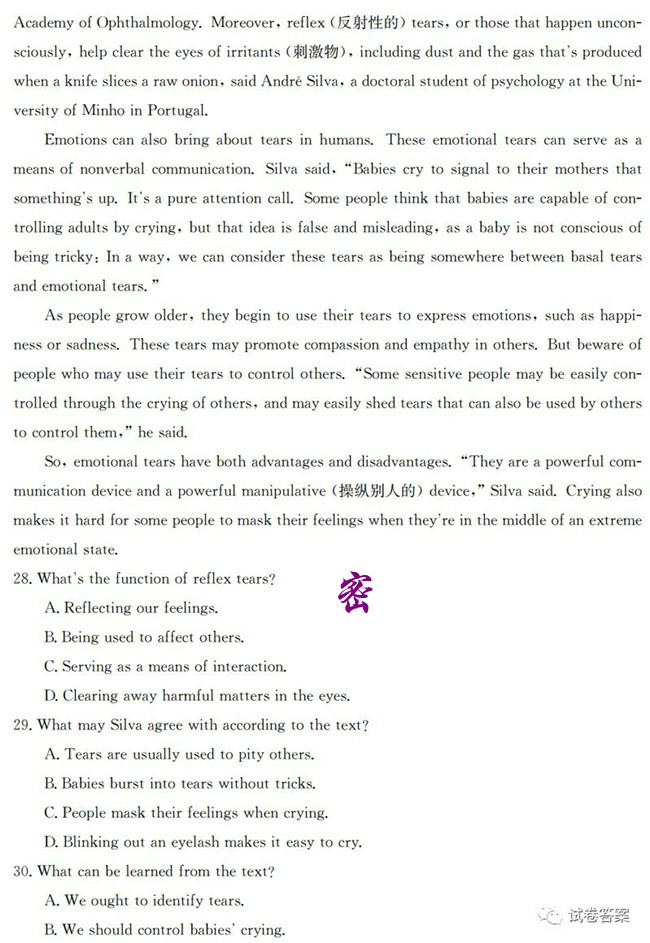 Academy of Ophthalmology. Moreover, reflex (反射性的) tears, or those that happen uncon-
sciously, help clear the eyes of irritants (刺激物), including dust and the gas that's produced
when a knife slices a raw onion, said André Silva, a doctoral student of psychology at the Uni-
versity of Minho in Portugal.
Emotions can also bring about tears in humans. These emotional tears can serve as a
means of nonverbal communication. Silva said, “Babies cry to signal to their mothers that
something's up. It's a pure attention call. Some people think that babies are capable of con-
trolling adults by crying, but that idea is false and misleading, as a baby is not conscious of
being tricky: In a way, we can consider these tears as being somewhere between basal tears
and emotional tears.”
As people grow older, they begin to use their tears to express emotions, such as happi-
ness or sadness. These tears may promote compassion and empathy in others. But beware of
people who may use their tears to control others. “Some sensitive people may be easily con-
trolled through the crying of others, and may easily shed tears that can also be used by others
to control them,” he said.
So, emotional tears have both advantages and disadvantages. “They are a powerful com-
munication device and a powerful manipulative (操纵别人的) device,” Silva said. Crying also
makes it hard for some people to mask their feelings when they're in the middle of an extreme
emotional state.
28. What's the function of reflex tears?
A. Reflecting our feelings.
密
B. Being used to affect others.
C. Serving as a means of interaction.
D. Clearing away harmful matters in the eyes.
29. What may Silva agree with according to the text?
A. Tears are usually used to pity others.
B. Babies burst into tears without tricks.
C. People mask their feelings when crying.
D. Blinking out an eyelash makes it easy to cry.
30. What can be learned from the text?
A. We ought to identify tears.
B. We should control babies' crying.
试卷答案